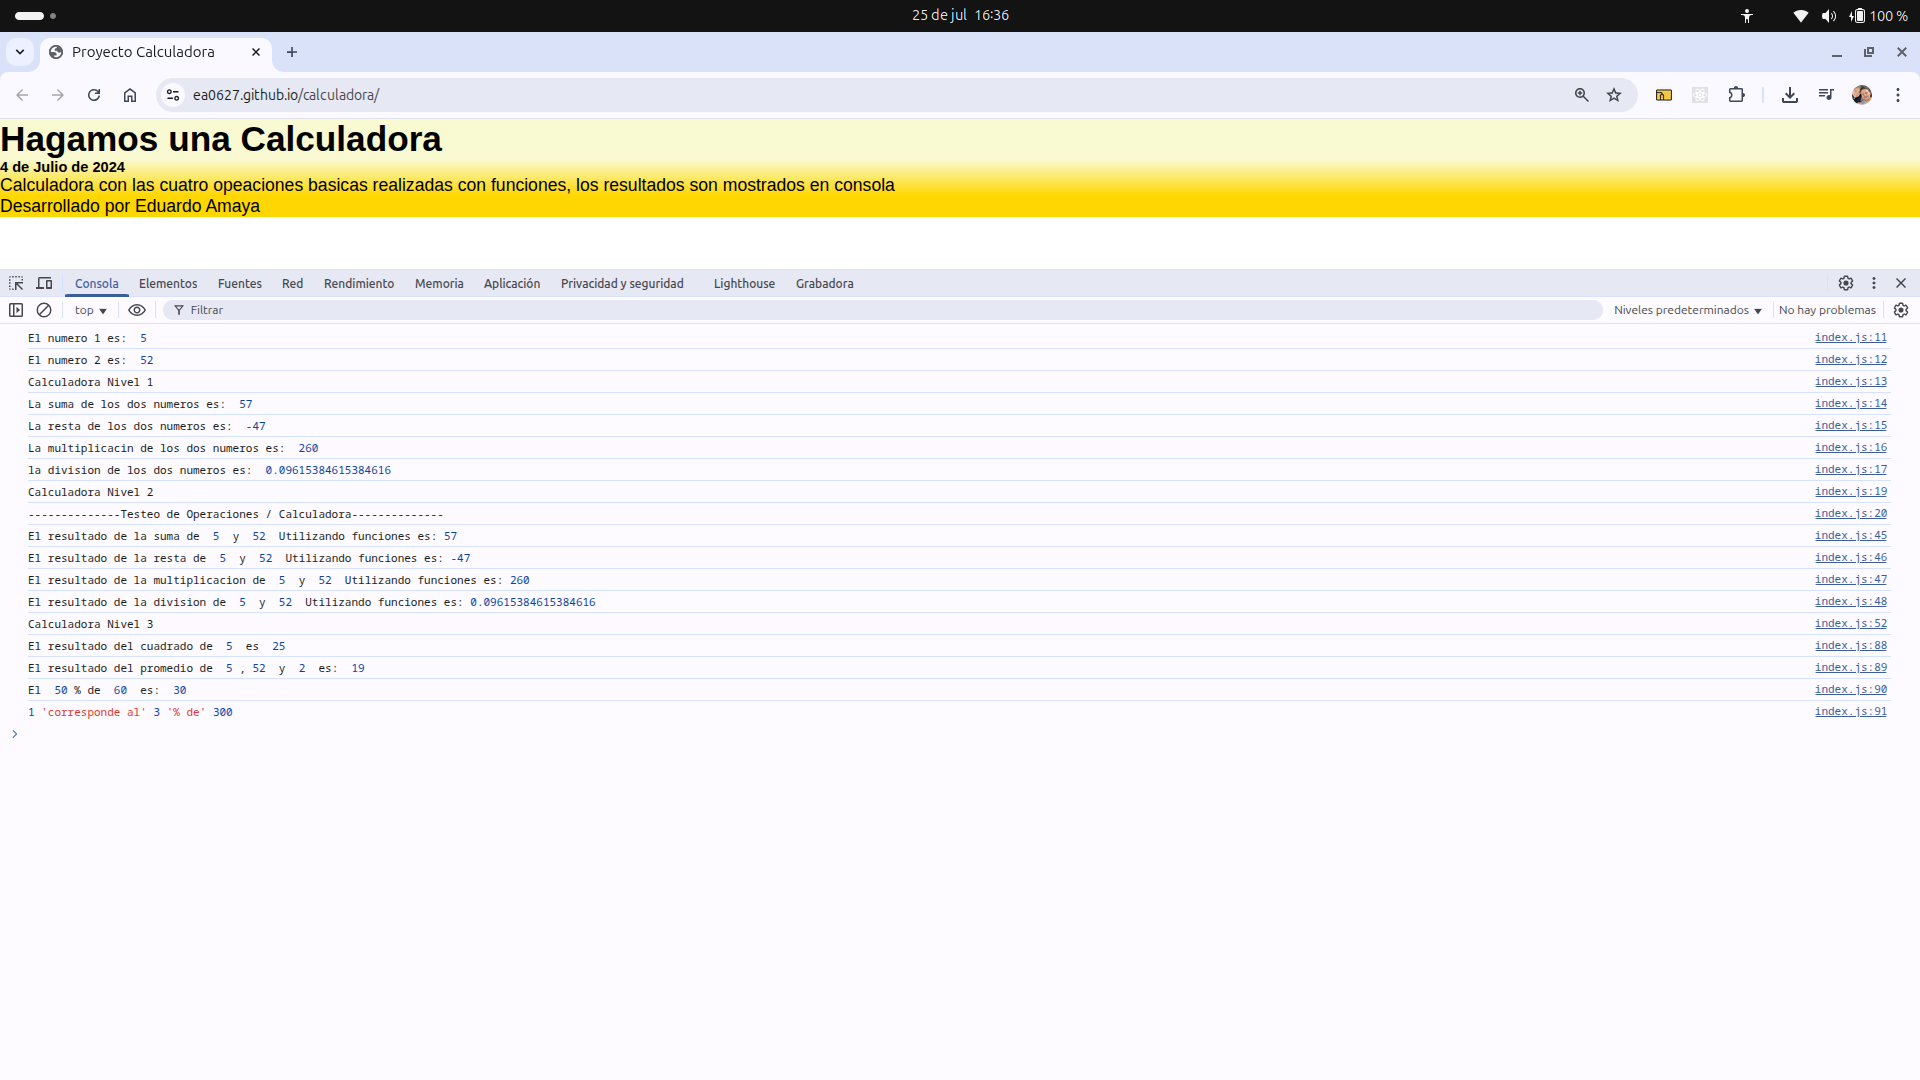 25 de jul 16:36
100 %
Proyecto Calculadora
ea0627.github.io/calculadora/
Hagamos una Calculadora
4 de Julio de 2024
Calculadora con las cuatro opeaciones basicas realizadas con funciones, los resultados son mostrados en consola
Desarrollado por Eduardo Amaya
Consola Elementos Fuentes Red Rendimiento Memoria Aplicación Privacidad y seguridad Lighthouse Grabadora
top Filtrar Niveles predeterminados No hay problemas
El numero 1 es: 5 index.js:11
El numero 2 es: 52 index.js:12
Calculadora Nivel 1 index.js:13
La suma de los dos numeros es: 57 index.js:14
La resta de los dos numeros es: -47 index.js:15
La multiplicacin de los dos numeros es: 260 index.js:16
la division de los dos numeros es: 0.09615384615384616 index.js:17
Calculadora Nivel 2 index.js:19
--------------Testeo de Operaciones / Calculadora-------------- index.js:20
El resultado de la suma de 5 y 52 Utilizando funciones es: 57 index.js:45
El resultado de la resta de 5 y 52 Utilizando funciones es: -47 index.js:46
El resultado de la multiplicacion de 5 y 52 Utilizando funciones es: 260 index.js:47
El resultado de la division de 5 y 52 Utilizando funciones es: 0.09615384615384616 index.js:48
Calculadora Nivel 3 index.js:52
El resultado del cuadrado de 5 es 25 index.js:88
El resultado del promedio de 5 , 52 y 2 es: 19 index.js:89
El 50 % de 60 es: 30 index.js:90
1 'corresponde al' 3 '% de' 300 index.js:91